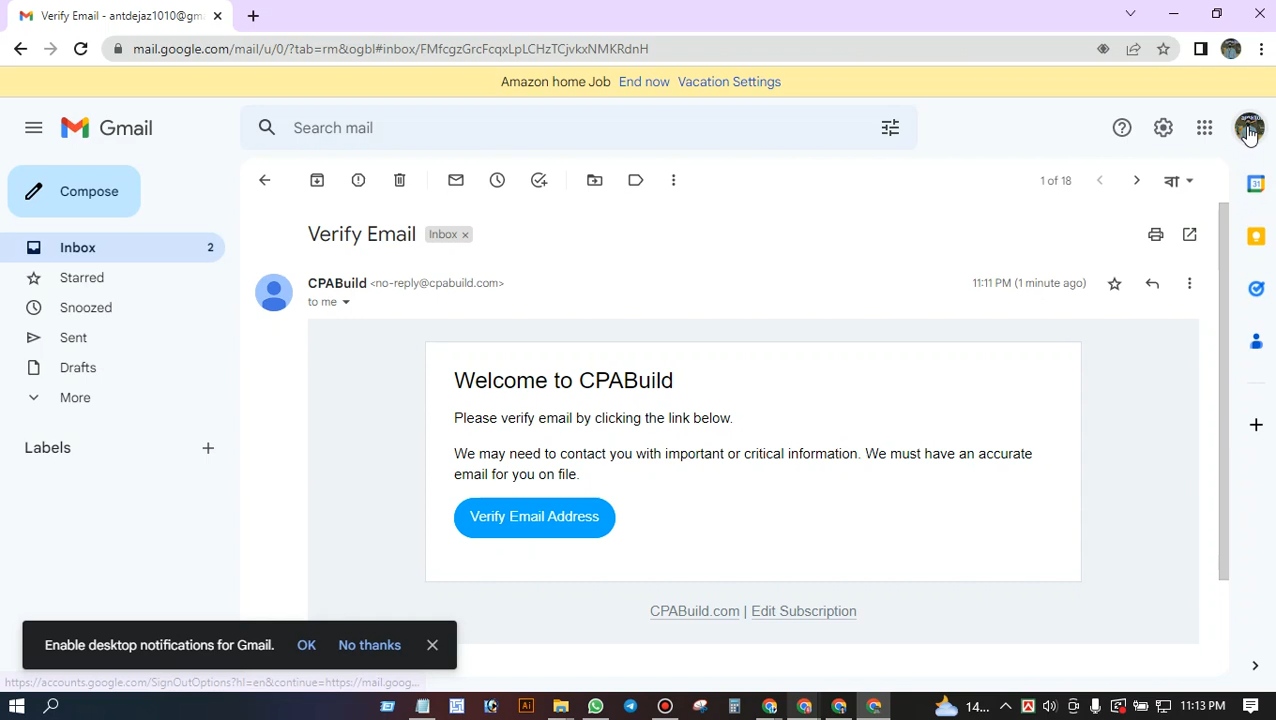 Verify Email - antdejaz1010@gm
mail.google.com/mail/u/0/?tab=rm&ogbl#inbox/FMfcgzGrcFcqxLpLCHzTCjvkxNMKRdnH
Amazon home Job End now Vacation Settings
Gmail
Search mail
Compose
1 of 18
বা
Verify Email
Inbox ×
Inbox 2
Starred
Snoozed
Sent
Drafts
More
Labels
CPABuild <no-reply@cpabuild.com>
11:11 PM (1 minute ago)
to me
31
Welcome to CPABuild
Please verify email by clicking the link below.
We may need to contact you with important or critical information. We must have an accurate
email for you on file.
Verify Email Address
CPABuild.com | Edit Subscription
Enable desktop notifications for Gmail. OK No thanks
https://accounts.google.com/SignOutOptions?hl=en&continue=https://mail.goog...
Ai
14...
11:13 PM